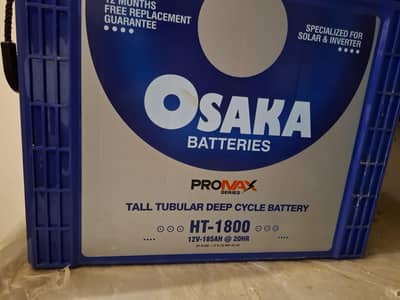 12 MONTHS
FREE REPLACEMENT
GUARANTEE
SPECIALIZED FOR
SOLAR & INVERTER
OSAKA
BATTERIES
PROMAX
SERIES
TALL TUBULAR DEEP CYCLE BATTERY
HT-1800
12V-185AH @ 20HR